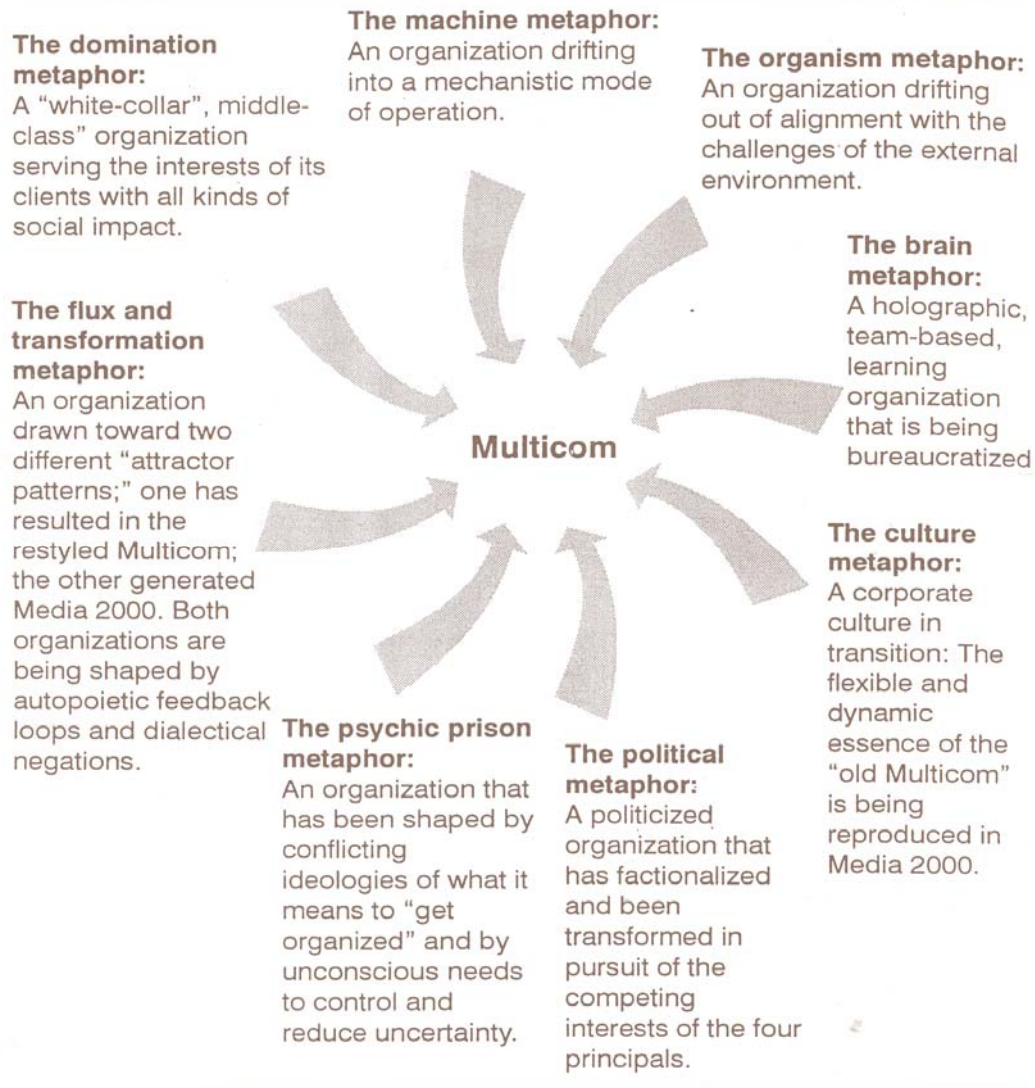 The domination
metaphor:
A “white-collar”, middle-
class” organization
serving the interests of its
clients with all kinds of
social impact.
The machine metaphor:
An organization drifting
into a mechanistic mode
of operation.
The organism metaphor:
An organization drifting
out of alignment with the
challenges of the external
environment.
The brain
metaphor:
A holographic,
team-based,
learning
organization
that is being
bureaucratized
The flux and
transformation
metaphor:
An organization
drawn toward two
different “attractor
patterns;” one has
resulted in the
restyled Multicom;
the other generated
Media 2000. Both
organizations are
being shaped by
autopoietic feedback
loops and dialectical
negations.
Multicom
The culture
metaphor:
A corporate
culture in
transition: The
flexible and
dynamic
essence of the
“old Multicom”
is being
reproduced in
Media 2000.
The psychic prison
metaphor:
An organization that
has been shaped by
conflicting
ideologies of what it
means to “get
organized” and by
unconscious needs
to control and
reduce uncertainty.
The political
metaphor:
A politicized
organization that
has factionalized
and been
transformed in
pursuit of the
competing
interests of the four
principals.